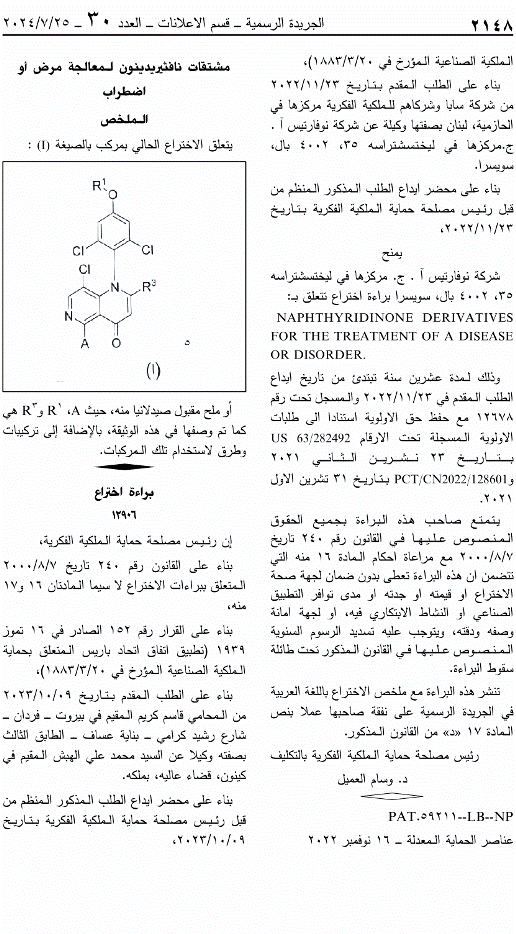 ٢١٤٨
الجريدة الرسمية ــ قسم الاعلانات ــ العدد ٣٠ ــ ٢٠٢٤/٧/٢٥
الملكية الصناعية المؤرخ في ١٨٨٣/٣/٢٠)،
بناء على الطلب المقدم بتاريخ ٢٠٢٢/١١/٢٣
من شركة سابا وشركاهم للملكية الفكرية مركزها في
الحازمية، لبنان بصفتها وكيلة عن شركة نوفارتيس آ .
ج.مركزها في ليختسشتراسه ٣٥، ٤٠٠٢ بال،
سويسرا.
بناء على محضر ايداع الطلب المذكور المنظم من
قبل رئيس مصلحة حماية الملكية الفكرية بتاريخ
٢٠٢٢/١١/٢٣،
يمنح
شركة نوفارتيس آ . ج. مركزها في ليختسشتراسه
٣٥، ٤٠٠٢ بال، سويسرا براءة اختراع تتعلق بـ:
NAPHTHYRIDINONE DERIVATIVES
FOR THE TREATMENT OF A DISEASE
OR DISORDER.
وذلك لمدة عشرين سنة تبتدئ من تاريخ ايداع
الطلب المقدم في ٢٠٢٢/١١/٢٣ والمسجل تحت رقم
١٢٦٧٨ مع حفظ حق الاولوية استنادا الى طلبات
الاولوية المسجلة تحت الارقام US 63/282492
بتاريخ ٢٣ تشرين الثاني ٢٠٢١
وPCT/CN2022/128601 بتاريخ ٣١ تشرين الاول
٢٠٢١.
يتمتع صاحب هذه البراءة بجميع الحقوق
المنصوص عليها في القانون رقم ٢٤٠ تاريخ
٢٠٠٠/٨/٧ مع مراعاة احكام المادة ١٦ منه التي
تتضمن ان هذه البراءة تعطى بدون ضمان لجهة صحة
الاختراع او قيمته او جدته او مدى توافر التطبيق
الصناعي او النشاط الابتكاري فيه، او لجهة امانة
وصفه ودقته، ويتوجب عليه تسديد الرسوم السنوية
المنصوص عليها في القانون المذكور تحت طائلة
سقوط البراءة.
تنشر هذه البراءة مع ملخص الاختراع باللغة العربية
في الجريدة الرسمية على نفقة صاحبها عملا بنص
المادة ١٧ «د» من القانون المذكور.
رئيس مصلحة حماية الملكية الفكرية بالتكليف
د. وسام العميل
PAT.٥٩٢١١--LB--NP
عناصر الحماية المعدلة ــ ١٦ نوفمبر ٢٠٢٢
مشتقات نافثيريدينون لمعالجة مرض أو
اضطراب
الملخص
يتعلق الاختراع الحالي بمركب بالصيغة (I) :
R¹
O
Cl
Cl
Cl
N
R³
N
A
O
٥
(I)
أو ملح مقبول صيدلانيا منه، حيث A، R¹ وR³ هي
كما تم وصفها في هذه الوثيقة، بالإضافة إلى تركيبات
وطرق لاستخدام تلك المركبات.
براءة اختراع
١٢٩٠٦
إن رئيس مصلحة حماية الملكية الفكرية،
بناء على القانون رقم ٢٤٠ تاريخ ٢٠٠٠/٨/٧
المتعلق ببراءات الاختراع لا سيما المادتان ١٦ و١٧
منه،
بناء على القرار رقم ١٥٢ الصادر في ١٦ تموز
١٩٣٩ (تطبيق اتفاق اتحاد باريس المتعلق بحماية
الملكية الصناعية المؤرخ في ١٨٨٣/٣/٢٠)،
بناء على الطلب المقدم بتاريخ ٢٠٢٣/١٠/٠٩
من المحامي قاسم كريم المقيم في بيروت ــ فردان ــ
شارع رشيد كرامي ــ بناية عساف ــ الطابق الثالث
بصفته وكيلا عن السيد محمد علي الهبش المقيم في
كيفون، قضاء عاليه، بملكه.
بناء على محضر ايداع الطلب المذكور المنظم من
قبل رئيس مصلحة حماية الملكية الفكرية بتاريخ
٢٠٢٣/١٠/٠٩،